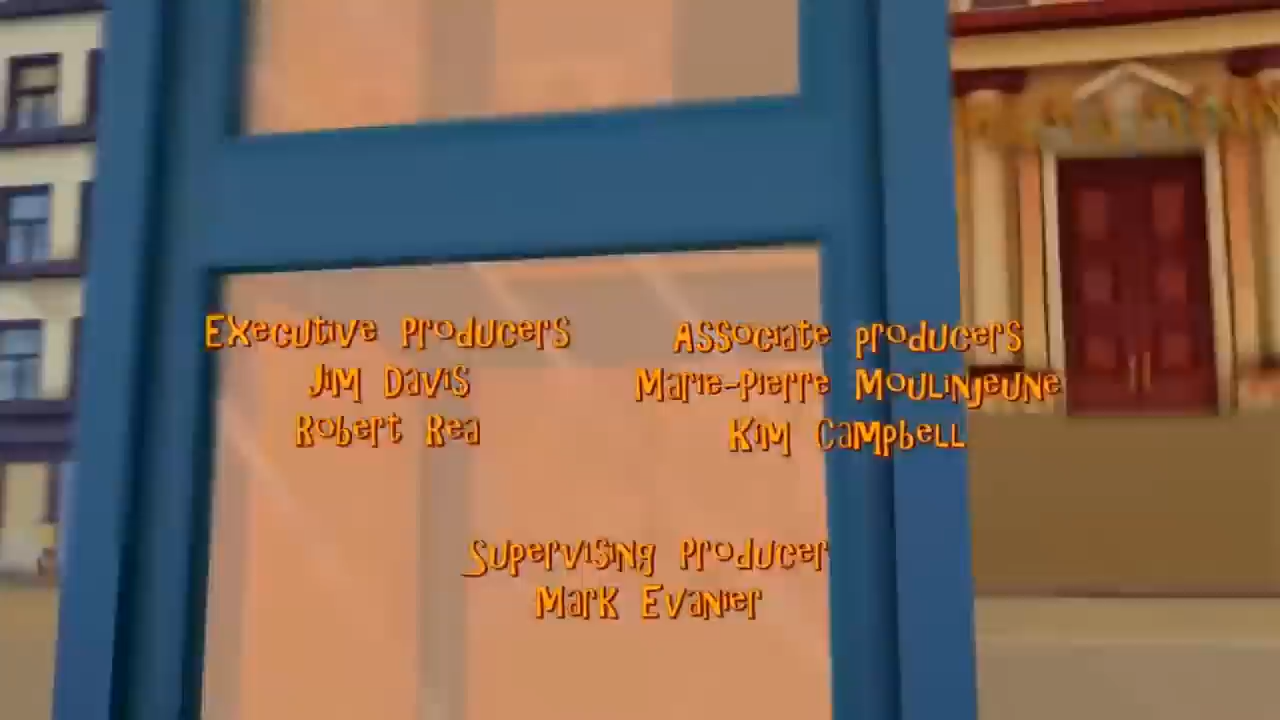 Executive Producers
Jim Davis
Robert Rea
Associate producers
Marie-Pierre Moulinjeune
Kim Campbell
Supervising Producer
Mark Evanier